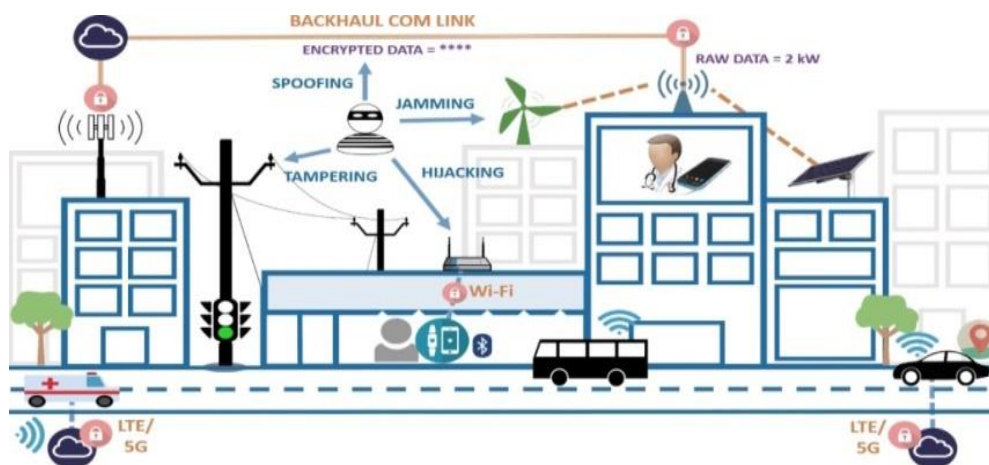 BACKHAUL COM LINK
ENCRYPTED DATA = ****
RAW DATA = 2 kW
SPOOFING
JAMMING
TAMPERING
HIJACKING
Wi-Fi
LTE/
5G
LTE/
5G